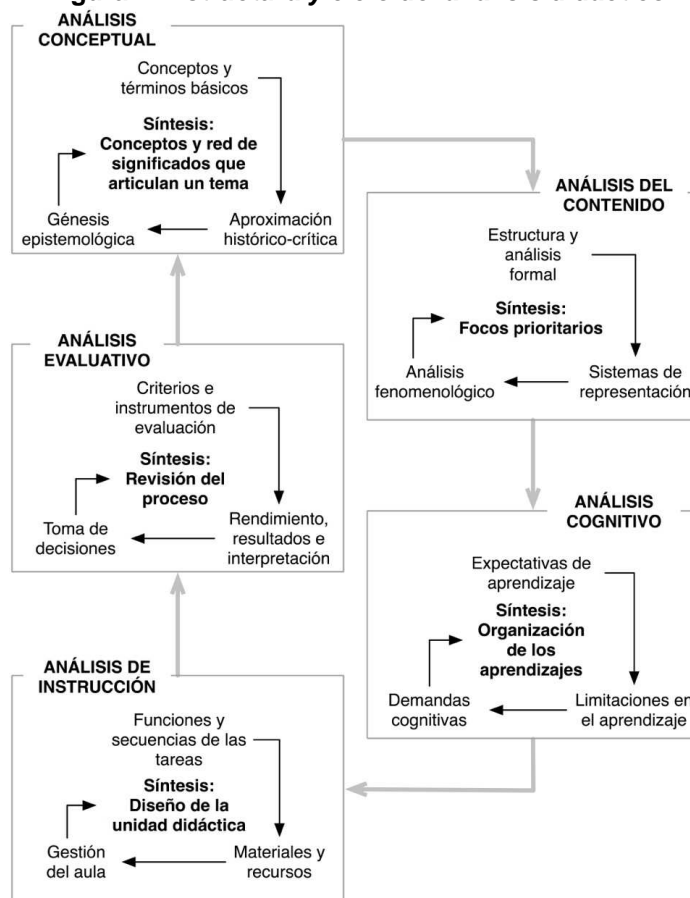 ANÁLISIS
CONCEPTUAL
Conceptos y
términos básicos
Síntesis:
Conceptos y red de
significados que
articulan un tema
Génesis
epistemológica
Aproximación
histórico-crítica
ANÁLISIS DEL
CONTENIDO
Estructura y
análisis
formal
Síntesis:
Focos prioritarios
Análisis
fenomenológico
Sistemas de
representación
ANÁLISIS
COGNITIVO
Expectativas de
aprendizaje
Síntesis:
Organización
de los
aprendizajes
Demandas
cognitivas
Limitaciones en
el aprendizaje
ANÁLISIS DE
INSTRUCCIÓN
Funciones y
secuencias de las
tareas
Síntesis:
Diseño de la
unidad didáctica
Gestión
del aula
Materiales y
recursos
ANÁLISIS
EVALUATIVO
Criterios e
instrumentos de
evaluación
Síntesis:
Revisión del
proceso
Toma de
decisiones
Rendimiento,
resultados e
interpretación